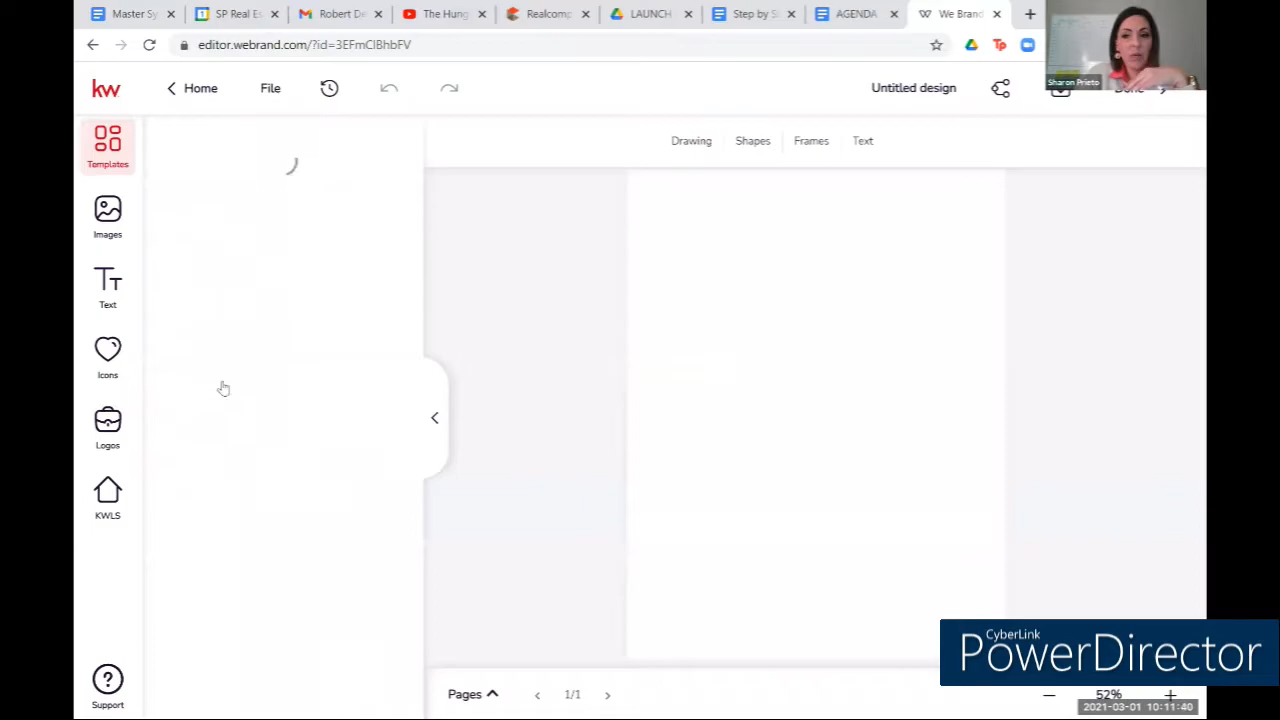 Master Sy
SP Real Es
Robert De
The Hung
Realcomp
LAUNCH
Step by S
AGENDA
We Brand
editor.webrand.com/?id=3EFmClBhbFV
Sharon Prieto
kw
Home
File
Untitled design
Done
Drawing
Shapes
Frames
Text
Templates
Images
Text
Icons
Logos
KWLS
Support
Pages
1/1
52%
CyberLink
PowerDirector
2021-03-01 10:11:40